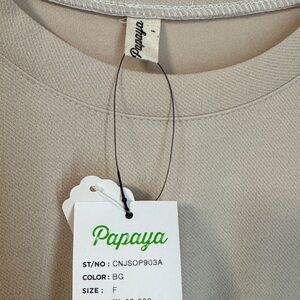 Papaya
Papaya
ST/NO : CNJSOP903A
COLOR : BG
SIZE : F